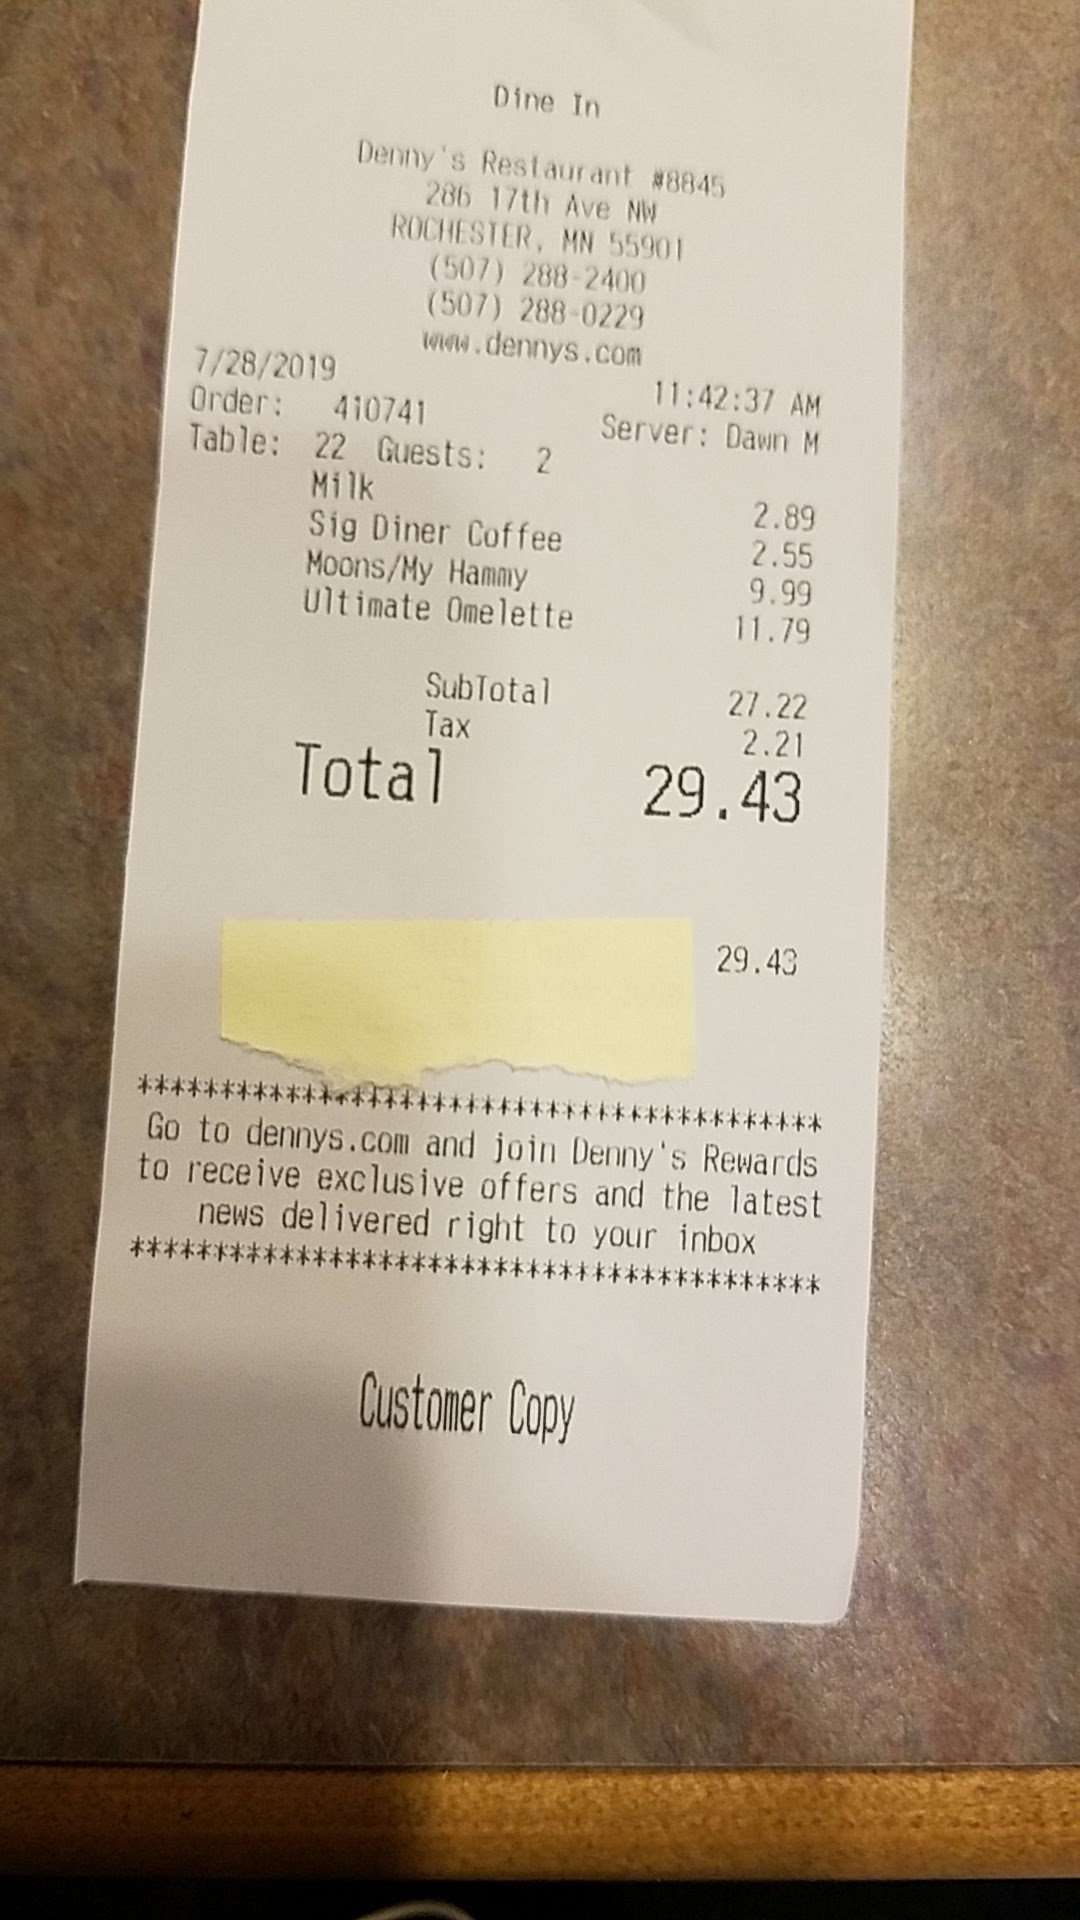 Dine In
Denny's Restaurant #8845
286 17th Ave NW
ROCHESTER, MN 55901
(507) 288-2400
(507) 288-0229
www.dennys.com
7/28/2019 11:42:37 AM
Order: 410741 Server: Dawn M
Table: 22 Guests: 2
Milk 2.89
Sig Diner Coffee 2.55
Moons/My Hammy 9.99
Ultimate Omelette 11.79
SubTotal 27.22
Tax 2.21
Total 29.43
29.43
******************************************
Go to dennys.com and join Denny's Rewards
to receive exclusive offers and the latest
news delivered right to your inbox
******************************************
Customer Copy